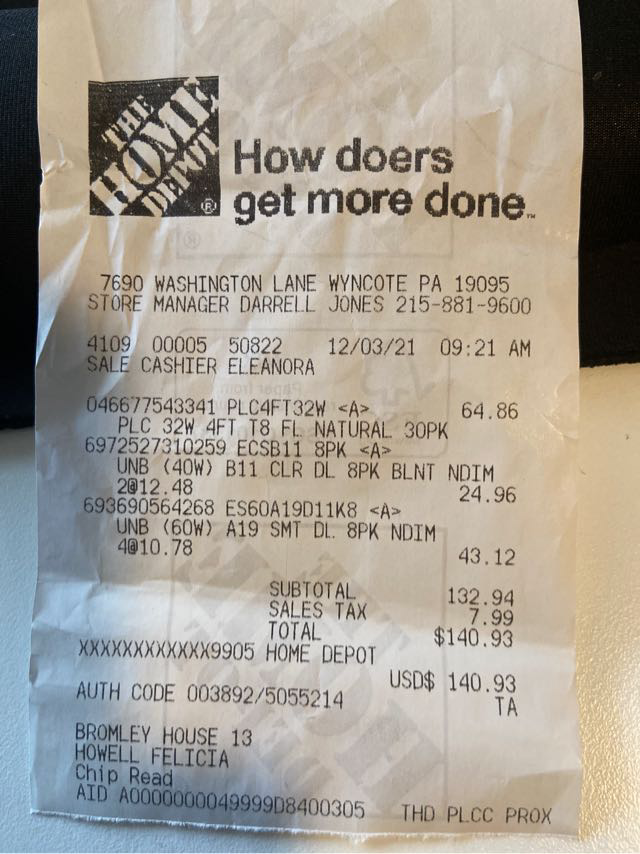 THE
HOME
DEPOT
®
How doers
get more done™
7690 WASHINGTON LANE WYNCOTE PA 19095
STORE MANAGER DARRELL JONES 215-881-9600
4109 00005 50822 12/03/21 09:21 AM
SALE CASHIER ELEANORA
046677543341 PLC4FT32W <A> 64.86
PLC 32W 4FT T8 FL NATURAL 30PK
6972527310259 ECSB11 8PK <A>
UNB (40W) B11 CLR DL 8PK BLNT NDIM
2@12.48 24.96
693690564268 ES60A19D11K8 <A>
UNB (60W) A19 SMT DL 8PK NDIM
4@10.78 43.12
SUBTOTAL 132.94
SALES TAX 7.99
TOTAL $140.93
XXXXXXXXXXXX9905 HOME DEPOT
USD$ 140.93
AUTH CODE 003892/5055214 TA
BROMLEY HOUSE 13
HOWELL FELICIA
Chip Read
AID A0000000049999D8400305 THD PLCC PROX